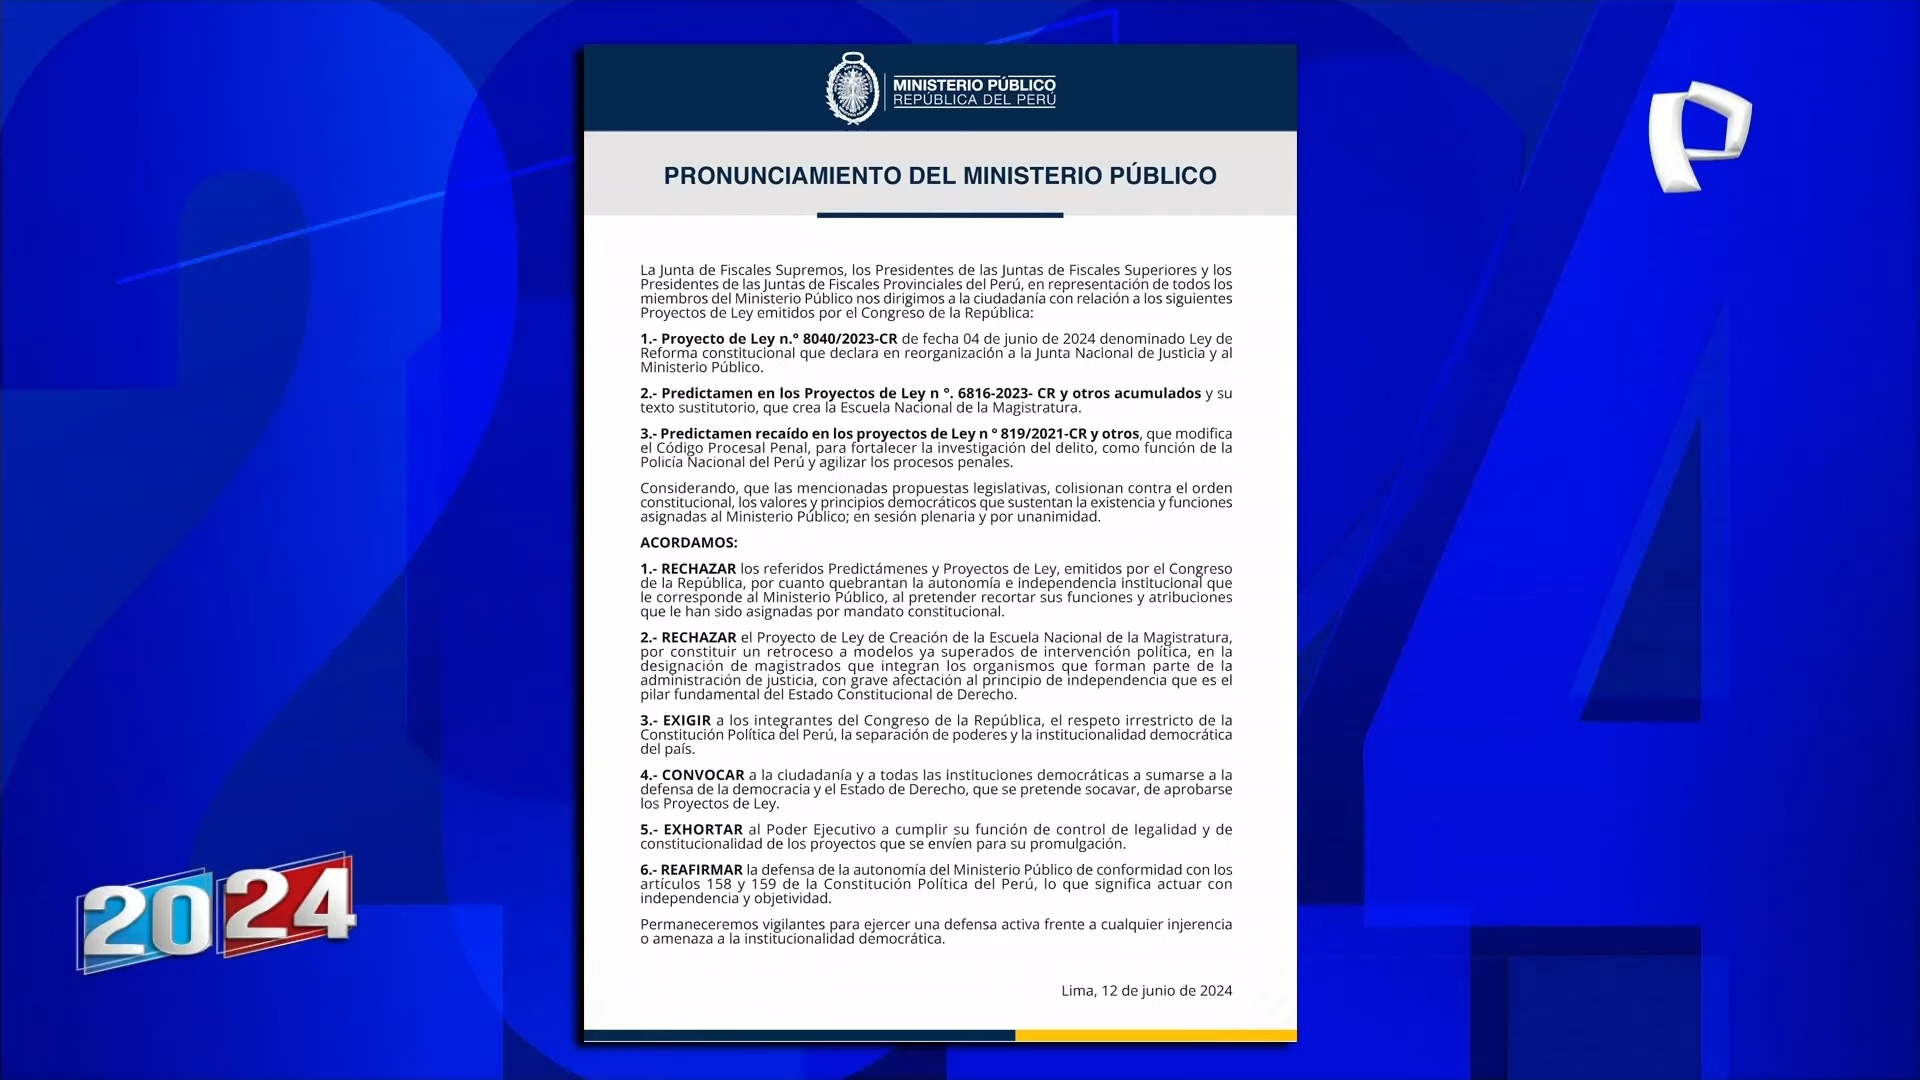 MINISTERIO PÚBLICO
REPÚBLICA DEL PERÚ
PRONUNCIAMIENTO DEL MINISTERIO PÚBLICO
La Junta de Fiscales Supremos, los Presidentes de las Juntas de Fiscales Superiores y los
Presidentes de las Juntas de Fiscales Provinciales del Perú, en representación de todos los
miembros del Ministerio Público nos dirigimos a la ciudadanía con relación a los siguientes
Proyectos de Ley emitidos por el Congreso de la República:
1.- Proyecto de Ley n.° 8040/2023-CR de fecha 04 de junio de 2024 denominado Ley de
Reforma constitucional que declara en reorganización a la Junta Nacional de Justicia y al
Ministerio Público.
2.- Predictamen en los Proyectos de Ley n °. 6816-2023- CR y otros acumulados y su
texto sustitutorio, que crea la Escuela Nacional de la Magistratura.
3.- Predictamen recaído en los proyectos de Ley n ° 819/2021-CR y otros, que modifica
el Código Procesal Penal, para fortalecer la investigación del delito, como función de la
Policía Nacional del Perú y agilizar los procesos penales.
Considerando, que las mencionadas propuestas legislativas, colisionan contra el orden
constitucional, los valores y principios democráticos que sustentan la existencia y funciones
asignadas al Ministerio Público; en sesión plenaria y por unanimidad.
ACORDAMOS:
1.- RECHAZAR los referidos Predictámenes y Proyectos de Ley, emitidos por el Congreso
de la República, por cuanto quebrantan la autonomía e independencia institucional que
le corresponde al Ministerio Público, al pretender recortar sus funciones y atribuciones
que le han sido asignadas por mandato constitucional.
2.- RECHAZAR el Proyecto de Ley de Creación de la Escuela Nacional de la Magistratura,
por constituir un retroceso a modelos ya superados de intervención política, en la
designación de magistrados que integran los organismos que forman parte de la
administración de justicia, con grave afectación al principio de independencia que es el
pilar fundamental del Estado Constitucional de Derecho.
3.- EXIGIR a los integrantes del Congreso de la República, el respeto irrestricto de la
Constitución Política del Perú, la separación de poderes y la institucionalidad democrática
del país.
4.- CONVOCAR a la ciudadanía y a todas las instituciones democráticas a sumarse a la
defensa de la democracia y el Estado de Derecho, que se pretende socavar, de aprobarse
los Proyectos de Ley.
5.- EXHORTAR al Poder Ejecutivo a cumplir su función de control de legalidad y de
constitucionalidad de los proyectos que se envíen para su promulgación.
6.- REAFIRMAR la defensa de la autonomía del Ministerio Público de conformidad con los
artículos 158 y 159 de la Constitución Política del Perú, lo que significa actuar con
independencia y objetividad.
Permaneceremos vigilantes para ejercer una defensa activa frente a cualquier injerencia
o amenaza a la institucionalidad democrática.
Lima, 12 de junio de 2024
2024